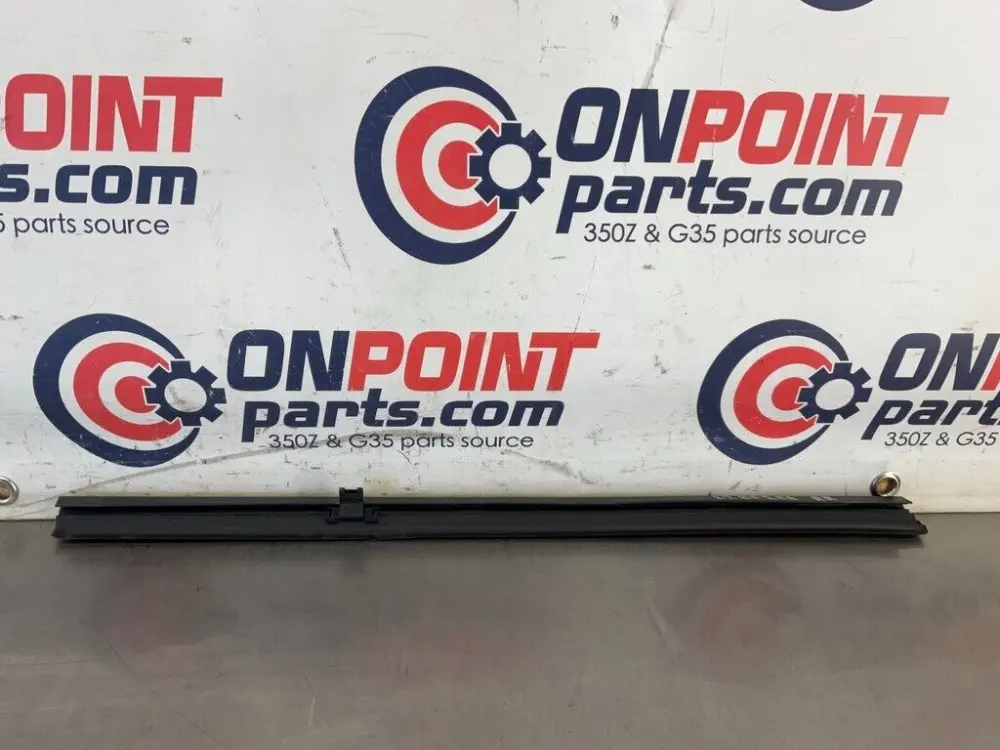 POINT
s.com
5 parts source
ONPOINT
parts.com
350Z & G35 parts source
ONPOINT
parts.com
350Z & G35 parts source
ON
parts
350Z & G35